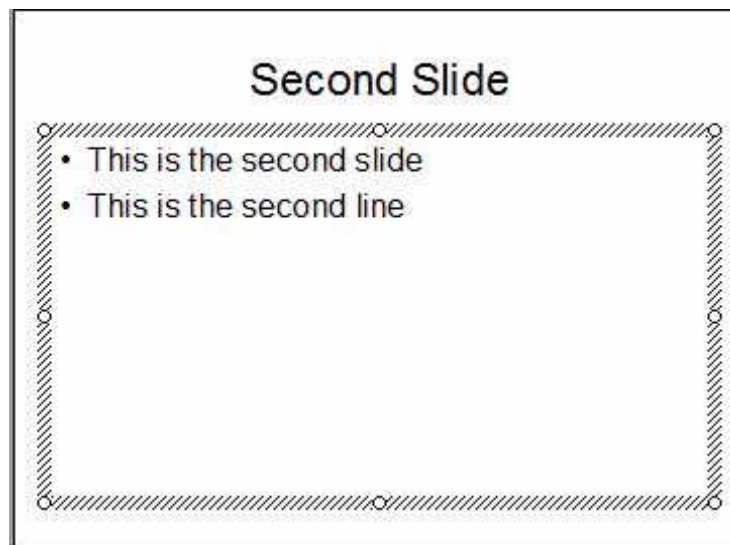 Second Slide
• This is the second slide
• This is the second line